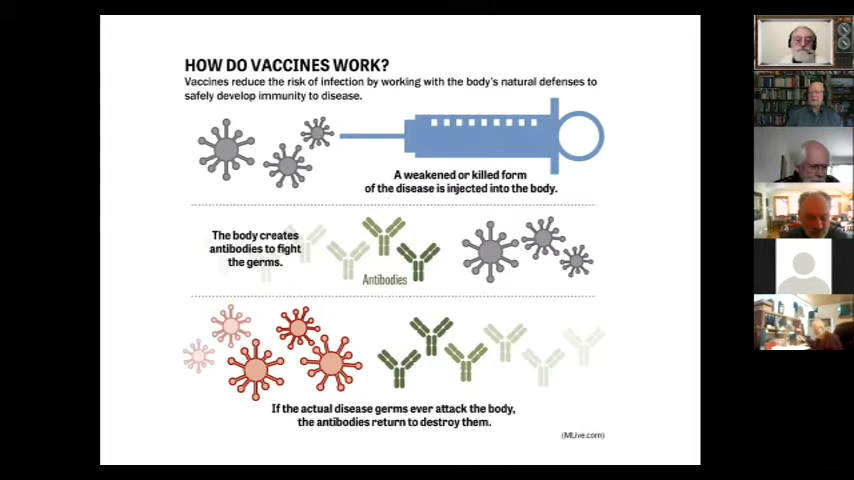 HOW DO VACCINES WORK?
Vaccines reduce the risk of infection by working with the body's natural defenses to
safely develop immunity to disease.
A weakened or killed form
of the disease is injected into the body.
The body creates
antibodies to fight
the germs.
Antibodies
If the actual disease germs ever attack the body,
the antibodies return to destroy them.
(MLive.com)